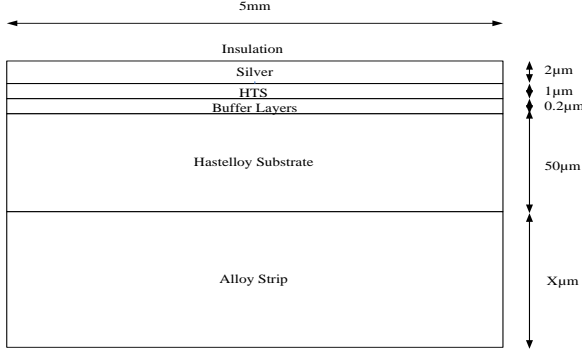 5mm
Insulation
Silver
2μm
HTS
1μm
Buffer Layers
0.2μm
Hastelloy Substrate
50μm
Alloy Strip
Xμm